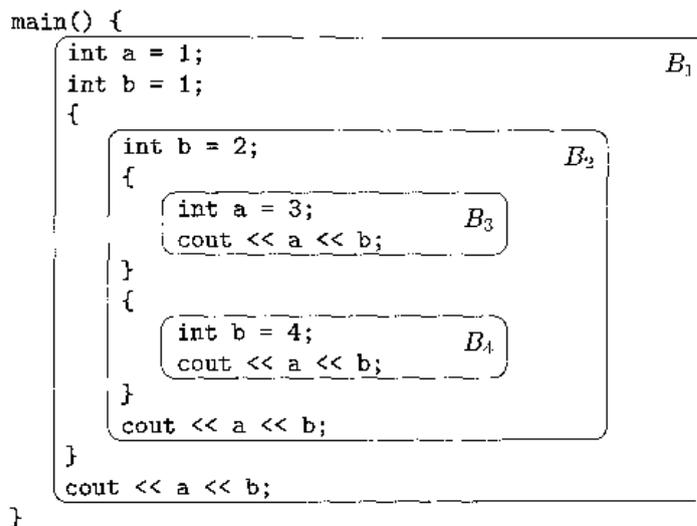 main() {
int a = 1; B₁
int b = 1;
{
int b = 2; B₂
{
int a = 3; B₃
cout << a << b;
}
{
int b = 4; B₄
cout << a << b;
}
cout << a << b;
}
cout << a << b;
}